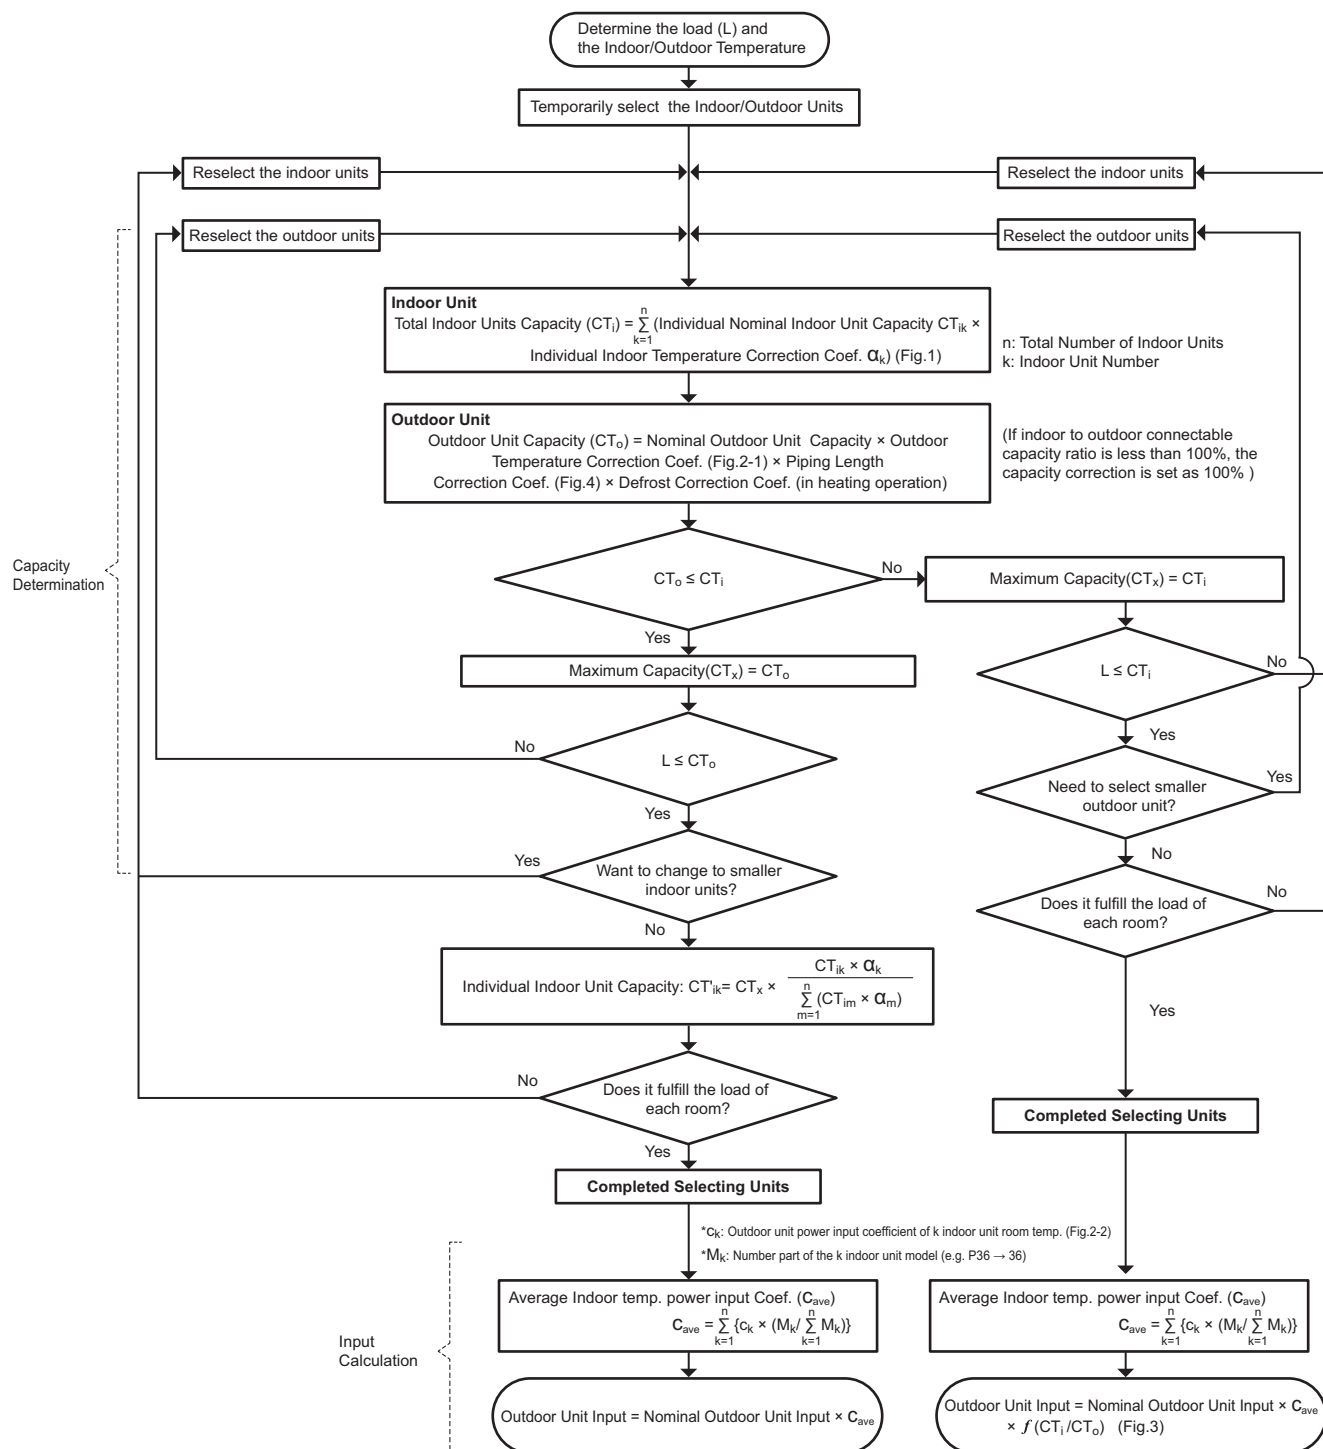 Determine the load (L) and
the Indoor/Outdoor Temperature
Temporarily select the Indoor/Outdoor Units
Reselect the indoor units
Reselect the indoor units
Reselect the outdoor units
Reselect the outdoor units
Indoor Unit
Total Indoor Units Capacity (CTi) = n∑k=1 (Individual Nominal Indoor Unit Capacity CTik ×
Individual Indoor Temperature Correction Coef. αk) (Fig.1)
n: Total Number of Indoor Units
k: Indoor Unit Number
Outdoor Unit
Outdoor Unit Capacity (CTo) = Nominal Outdoor Unit Capacity × Outdoor
Temperature Correction Coef. (Fig.2-1) × Piping Length
Correction Coef. (Fig.4) × Defrost Correction Coef. (in heating operation)
(If indoor to outdoor connectable
capacity ratio is less than 100%, the
capacity correction is set as 100% )
Capacity
Determination
CTo ≤ CTi
No
Maximum Capacity(CTx) = CTi
Yes
Maximum Capacity(CTx) = CTo
L ≤ CTi
No
Yes
No
L ≤ CTo
Need to select smaller
outdoor unit?
Yes
Yes
No
Yes
Want to change to smaller
indoor units?
Does it fulfill the load of
each room?
No
No
Individual Indoor Unit Capacity: CT'ik= CTx × CTik × αk / n∑m=1 (CTim × αm)
Yes
No
Does it fulfill the load of
each room?
Yes
Completed Selecting Units
Completed Selecting Units
*ck: Outdoor unit power input coefficient of k indoor unit room temp. (Fig.2-2)
*Mk: Number part of the k indoor unit model (e.g. P36 → 36)
Input
Calculation
Average Indoor temp. power input Coef. (Cave)
Cave = n∑k=1 {ck × (Mk/ n∑k=1 Mk)}
Average Indoor temp. power input Coef. (Cave)
Cave = n∑k=1 {ck × (Mk/ n∑k=1 Mk)}
Outdoor Unit Input = Nominal Outdoor Unit Input × Cave
Outdoor Unit Input = Nominal Outdoor Unit Input × Cave
× f (CTi /CTo) (Fig.3)